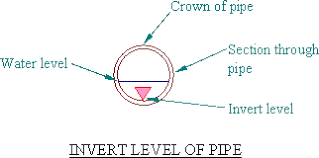 Crown of pipe
Water level
Section through
pipe
Invert level
INVERT LEVEL OF PIPE